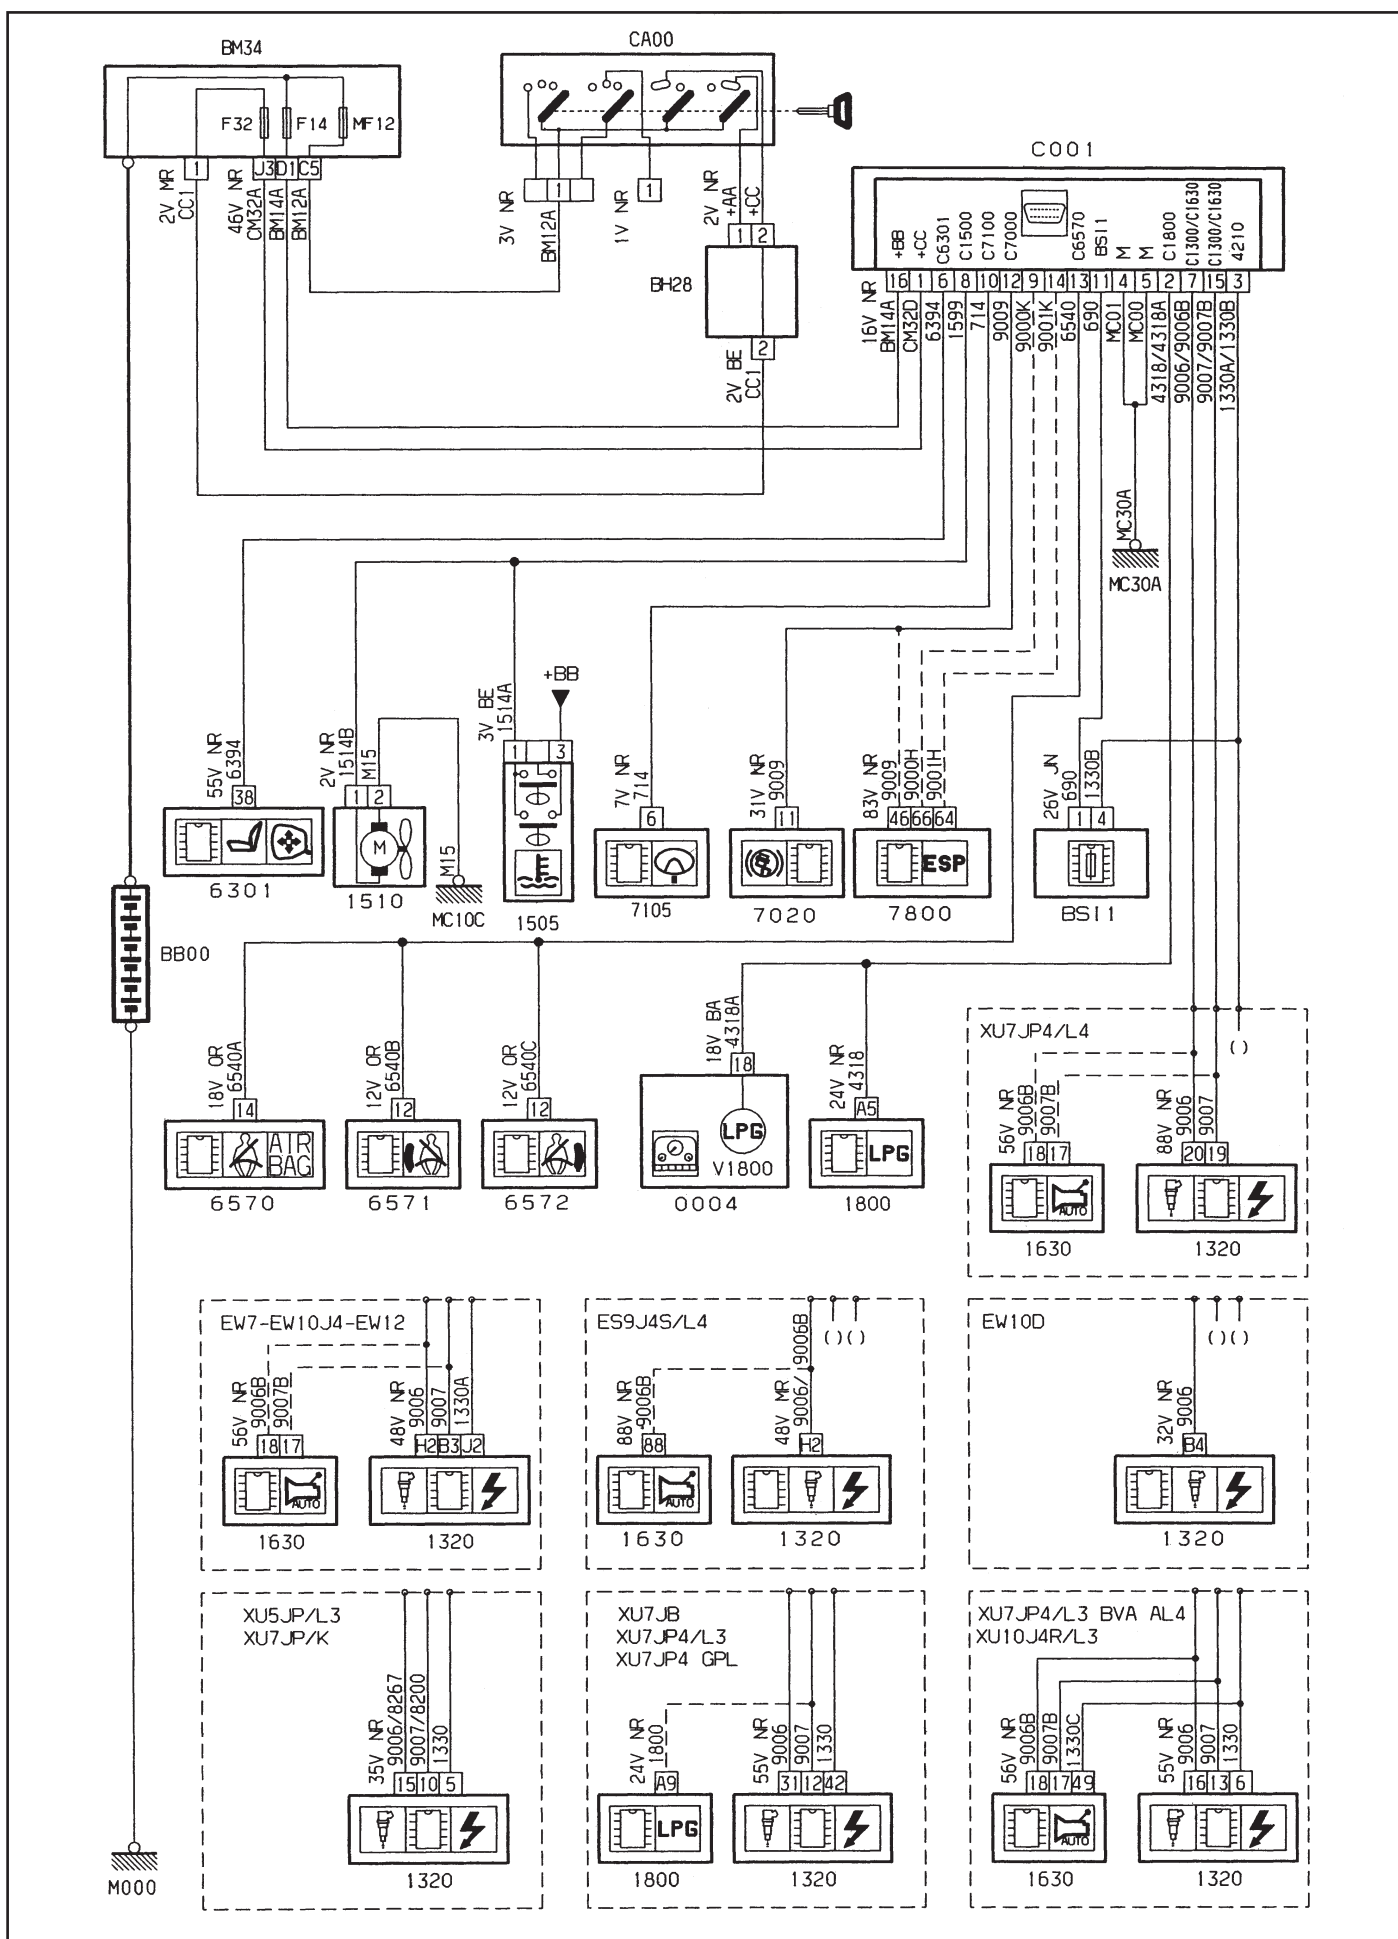 BM34
CA00
C001
F32
F14
MF12
1
J3
D1
C5
2V MR
CC1
46V NR
CM32A
BM14A
BM12A
3V NR
1
BM12A
1V NR
1
2V NR
+AA
+CC
1
2
BH28
2
2V BE
CC1
+BB
+CC
C6301
C1500
C7100
C7000
C6570
BSI1
M
M
C1800
C1300/C1630
C1300/C1630
4210
16
1
6
8
10
12
9
14
13
11
4
5
2
7
15
3
16V NR
BM14A
CM32D
6394
1599
714
9009
9000K
9001K
6540
690
MC01
MC00
4318/4318A
9006/9006B
9007/9007B
1330A/1330B
MC30A
MC30A
+BB
55V NR
6394
38
6301
2V NR
1514B
M15
1
2
M
1510
M15
MC10C
3V BE
1514A
1
3
1505
7V NR
714
6
7105
31V NR
9009
11
7020
83V NR
9009
9000H
9001H
46
66
64
ESP
7800
26V JN
690
1330B
1
4
BSI1
BB00
18V OR
6540A
14
AIR
BAG
6570
12V OR
6540B
12
6571
12V OR
6540C
12
6572
18V BA
4318A
18
LPG
V1800
0004
24V NR
4318
A5
LPG
1800
XU7JP4/L4
( )
56V NR
9006B
9007B
18
17
AUTO
1630
88V NR
9006
9007
20
19
1320
EW7-EW10J4-EW12
56V NR
9006B
9007B
18
17
AUTO
1630
48V NR
9006
9007
1330A
H2
B3
J2
1320
ES9J4S/L4
( ) ( )
88V NR
9006B
88
AUTO
1630
48V MR
9006/ 9006B
H2
1320
EW10D
( ) ( )
32V NR
9006
B4
1320
XU5JP/L3
XU7JP/K
35V NR
9006/8267
9007/8200
1330
15
10
5
1320
XU7JB
XU7JP4/L3
XU7JP4 GPL
24V NR
1800
A9
LPG
1800
55V NR
9006
9007
1330
31
12
42
1320
XU7JP4/L3 BVA AL4
XU10J4R/L3
56V NR
9006B
9007B
1330C
18
17
49
AUTO
1630
55V NR
9006
9007
1330
16
13
6
1320
M000